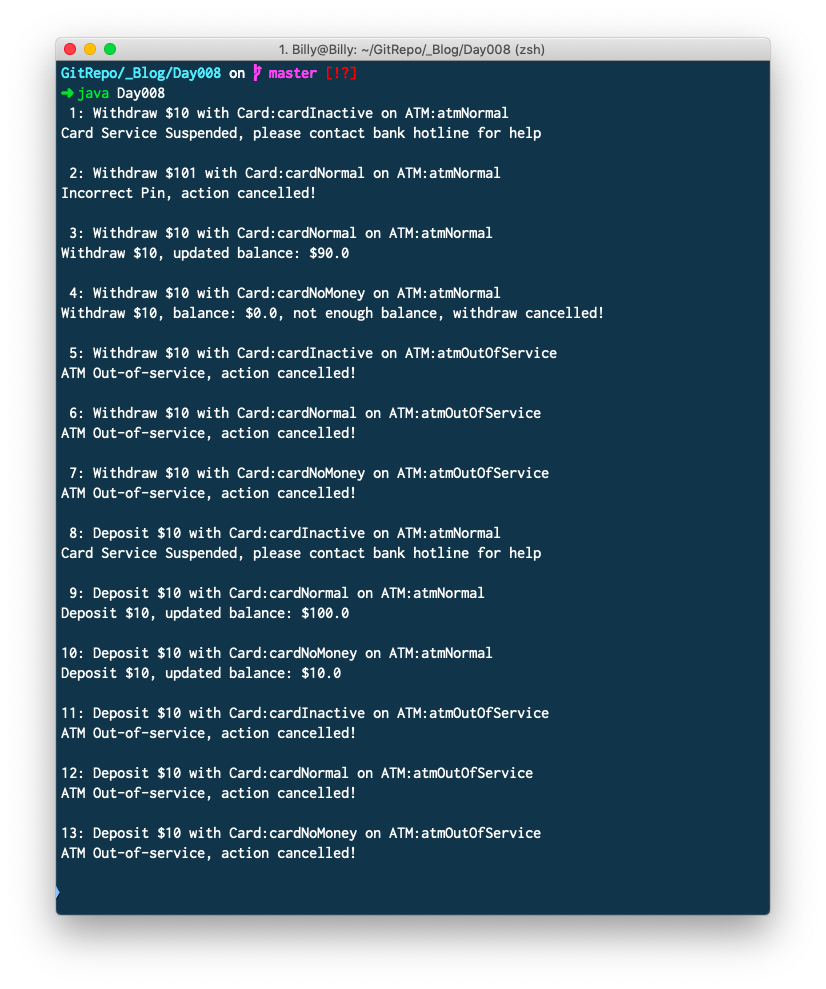 1. Billy@Billy: ~/GitRepo/_Blog/Day008 (zsh)
GitRepo/_Blog/Day008 on master [!?]
➜ java Day008
1: Withdraw $10 with Card:cardInactive on ATM:atmNormal
Card Service Suspended, please contact bank hotline for help
2: Withdraw $101 with Card:cardNormal on ATM:atmNormal
Incorrect Pin, action cancelled!
3: Withdraw $10 with Card:cardNormal on ATM:atmNormal
Withdraw $10, updated balance: $90.0
4: Withdraw $10 with Card:cardNoMoney on ATM:atmNormal
Withdraw $10, balance: $0.0, not enough balance, withdraw cancelled!
5: Withdraw $10 with Card:cardInactive on ATM:atmOutOfService
ATM Out-of-service, action cancelled!
6: Withdraw $10 with Card:cardNormal on ATM:atmOutOfService
ATM Out-of-service, action cancelled!
7: Withdraw $10 with Card:cardNoMoney on ATM:atmOutOfService
ATM Out-of-service, action cancelled!
8: Deposit $10 with Card:cardInactive on ATM:atmNormal
Card Service Suspended, please contact bank hotline for help
9: Deposit $10 with Card:cardNormal on ATM:atmNormal
Deposit $10, updated balance: $100.0
10: Deposit $10 with Card:cardNoMoney on ATM:atmNormal
Deposit $10, updated balance: $10.0
11: Deposit $10 with Card:cardInactive on ATM:atmOutOfService
ATM Out-of-service, action cancelled!
12: Deposit $10 with Card:cardNormal on ATM:atmOutOfService
ATM Out-of-service, action cancelled!
13: Deposit $10 with Card:cardNoMoney on ATM:atmOutOfService
ATM Out-of-service, action cancelled!